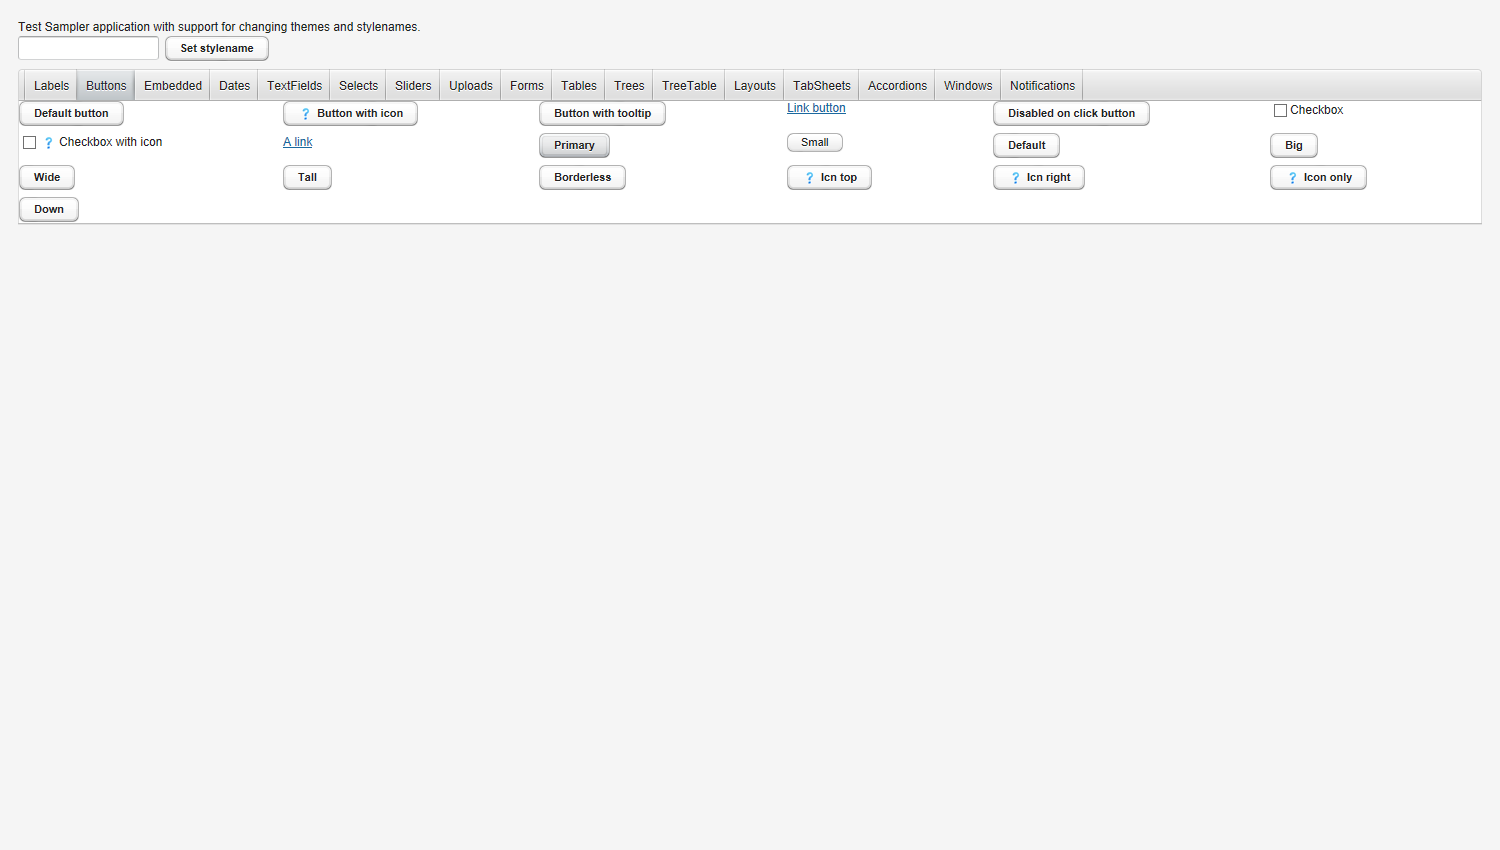 Test Sampler application with support for changing themes and stylenames.
Set stylename
Labels Buttons Embedded Dates TextFields Selects Sliders Uploads Forms Tables Trees TreeTable Layouts TabSheets Accordions Windows Notifications
Default button ? Button with icon Button with tooltip Link button Disabled on click button Checkbox
? Checkbox with icon A link Primary Small Default Big
Wide Tall Borderless ? Icn top ? Icn right ? Icon only
Down